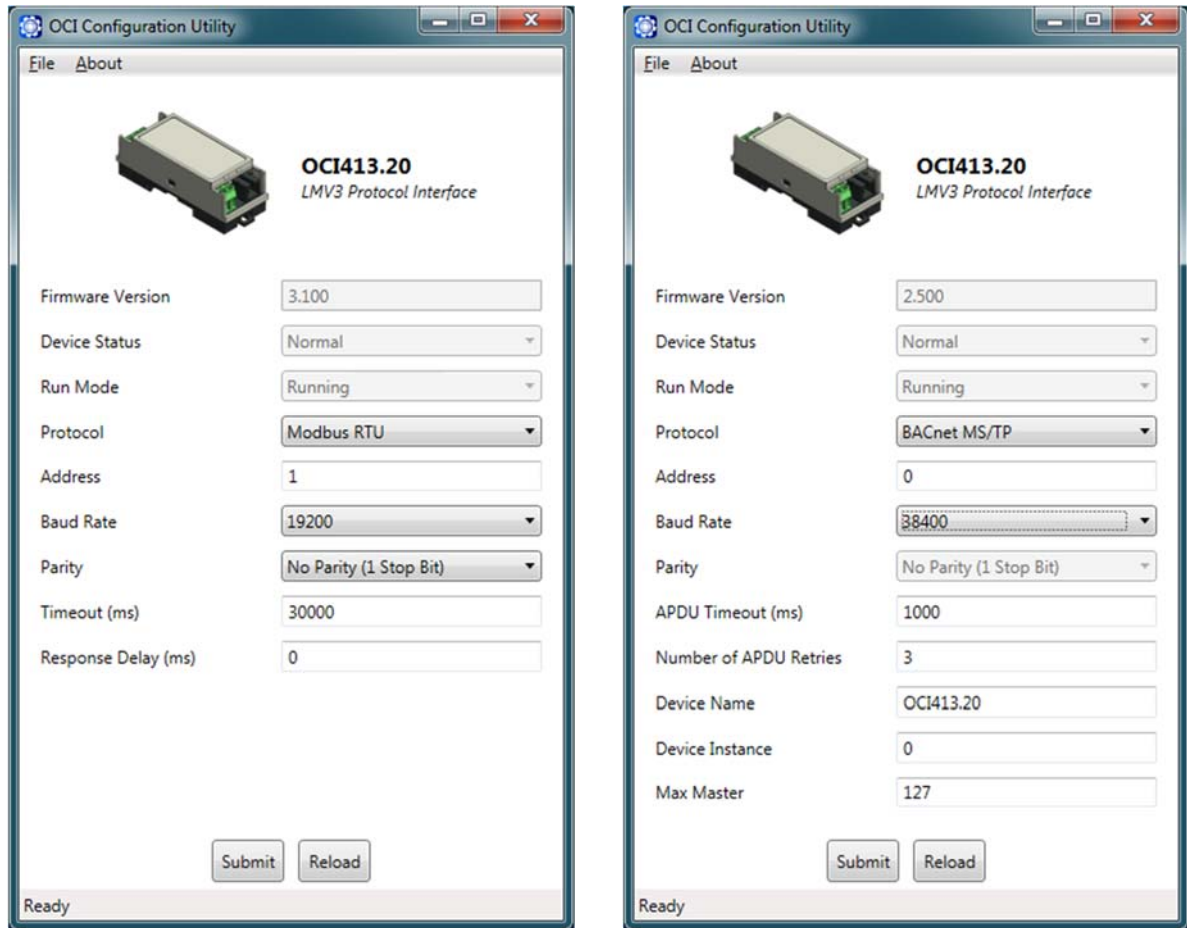 OCI Configuration Utility
File About
OCI413.20
LMV3 Protocol Interface
Firmware Version 3.100
Device Status Normal
Run Mode Running
Protocol Modbus RTU
Address 1
Baud Rate 19200
Parity No Parity (1 Stop Bit)
Timeout (ms) 30000
Response Delay (ms) 0
Submit Reload
Ready
OCI Configuration Utility
File About
OCI413.20
LMV3 Protocol Interface
Firmware Version 2.500
Device Status Normal
Run Mode Running
Protocol BACnet MS/TP
Address 0
Baud Rate 38400
Parity No Parity (1 Stop Bit)
APDU Timeout (ms) 1000
Number of APDU Retries 3
Device Name OCI413.20
Device Instance 0
Max Master 127
Submit Reload
Ready